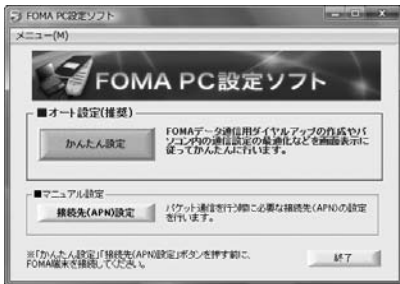 FOMA PC設定ソフト
メニュー(M)
FOMA PC設定ソフト
■オート設定(推奨)
かんたん設定
FOMAデータ通信用ダイヤルアップの作成やパ
ソコン内の通信設定の最適化などを画面表示に
従ってかんたんに行います。
■マニュアル設定
接続先(APN)設定
パケット通信を行う際に必要な接続先(APN)の設定
を行います。
※「かんたん設定」「接続先(APN)設定」ボタンを押す前に、
FOMA端末を接続してください。
終了